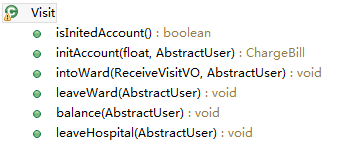 Visit
isInitedAccount() : boolean
initAccount(float, AbstractUser) : ChargeBill
intoWard(ReceiveVisitVO, AbstractUser) : void
leaveWard(AbstractUser) : void
balance(AbstractUser) : void
leaveHospital(AbstractUser) : void